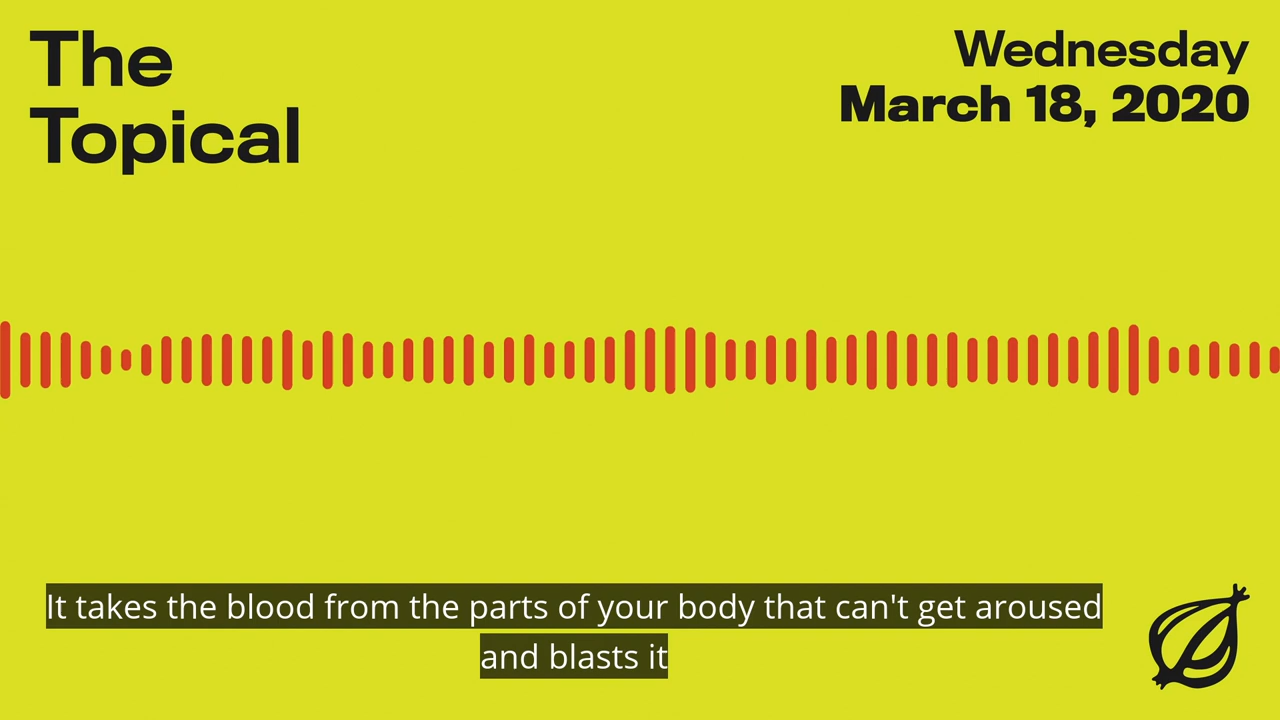 The
Topical
Wednesday
March 18, 2020
It takes the blood from the parts of your body that can't get aroused
and blasts it